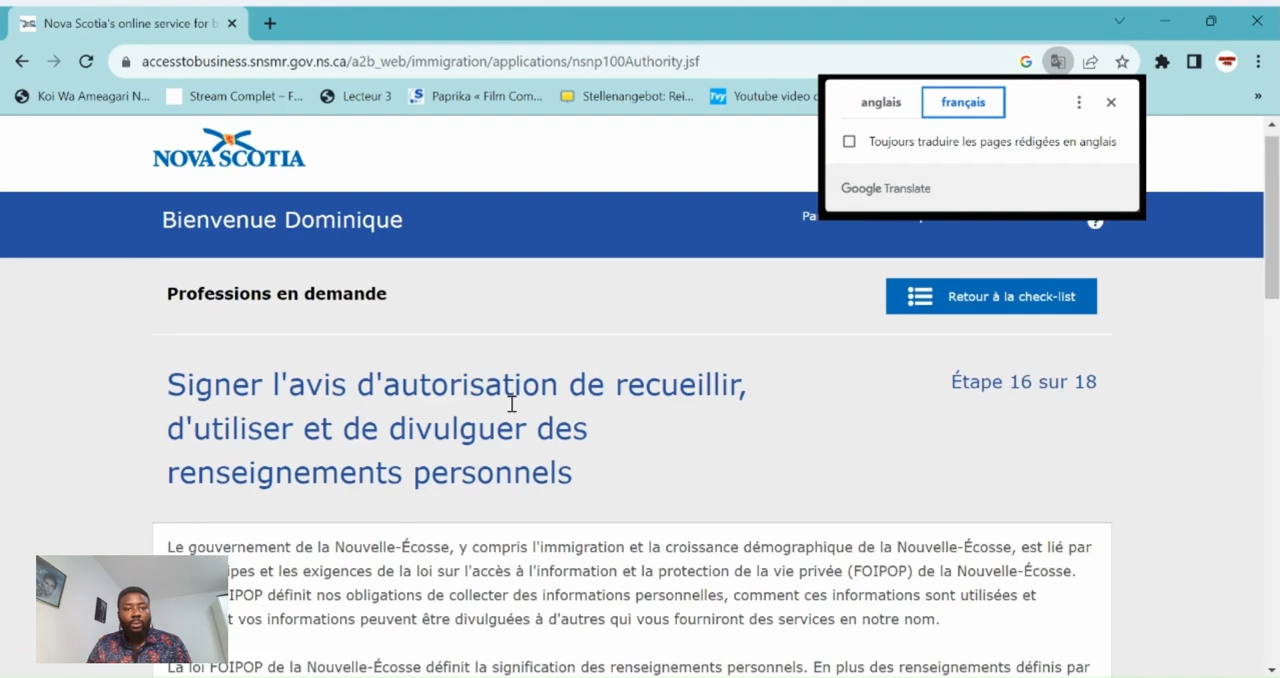 Nova Scotia's online service for b
accesstobusiness.snsmr.gov.ns.ca/a2b_web/immigration/applications/nsnp100Authority.jsf
Koi Wa Ameagari N...
Stream Complet – F...
Lecteur 3
Paprika « Film Com...
Stellenangebot: Rei...
Youtube video
»
anglais
français
Toujours traduire les pages rédigées en anglais
Google Translate
NOVA SCOTIA
Bienvenue Dominique
Pa
Professions en demande
Retour à la check-list
Signer l'avis d'autorisation de recueillir,
d'utiliser et de divulguer des
renseignements personnels
Étape 16 sur 18
Le gouvernement de la Nouvelle-Écosse, y compris l'immigration et la croissance démographique de la Nouvelle-Écosse, est lié par
et les exigences de la loi sur l'accès à l'information et la protection de la vie privée (FOIPOP) de la Nouvelle-Écosse.
définit nos obligations de collecter des informations personnelles, comment ces informations sont utilisées et
vos informations peuvent être divulguées à d'autres qui vous fourniront des services en notre nom.
La loi FOIPOP de la Nouvelle-Écosse définit la signification des renseignements personnels. En plus des renseignements définis par